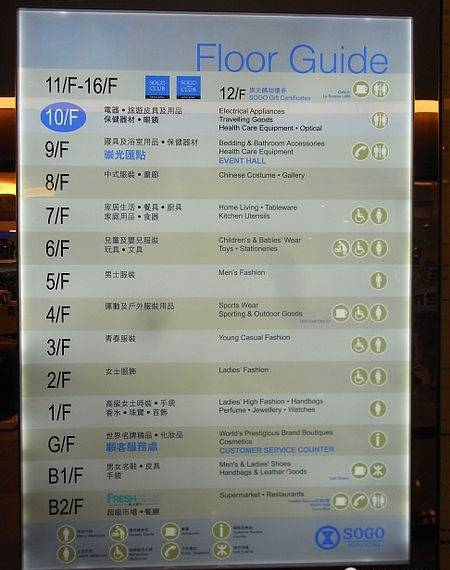 Floor Guide
11/F-16/F SOGO CLUB SOGO CLUB 12/F 崇光購物禮券
SOGO Gift Certificates
10/F 電器 • 旅遊皮具及用品 Electrical Appliances
保健器材 • 眼鏡 Travelling Goods
Health Care Equipment • Optical
9/F 寢具及浴室用品 • 保健器材 Bedding & Bathroom Accessories
崇光匯點 Health Care Equipment
EVENT HALL
8/F 中式服裝 • 畫廊 Chinese Costume • Gallery
7/F 家居生活 • 餐具 • 廚具 Home Living • Tableware
家庭用品 • 食器 Kitchen Utensils
6/F 兒童及嬰兒服裝 Children's & Babies' Wear
玩具 • 文具 Toys • Stationeries
5/F 男士服裝 Men's Fashion
4/F 運動及戶外服裝用品 Sports Wear
Sporting & Outdoor Goods
3/F 青春服裝 Young Casual Fashion
2/F 女士服飾 Ladies' Fashion
1/F 高級女士時裝 • 手袋 Ladies' High Fashion • Handbags
香水 • 珠寶 • 首飾 Perfume • Jewellery • Watches
G/F 世界名牌精品 • 化妝品 World's Prestigious Brand Boutiques
顧客服務處 Cosmetics
CUSTOMER SERVICE COUNTER
B1/F 男女名鞋 • 皮具 Men's & Ladies' Shoes
手袋 Handbags & Leather Goods
B2/F FRESHMART Supermarket • Restaurants
超級市場 • 餐廳
SOGO